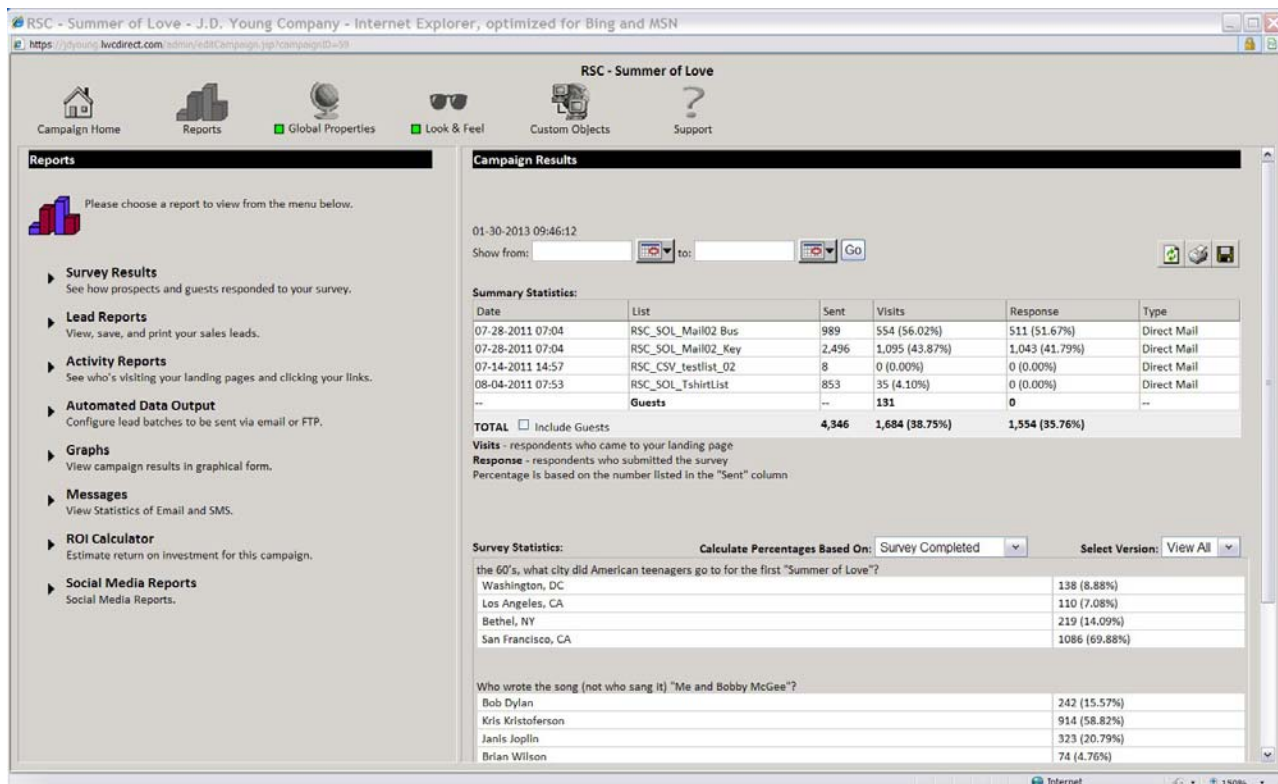 RSC - Summer of Love - J.D. Young Company - Internet Explorer, optimized for Bing and MSN
https://jdyoung.lwcdirect.com/admin/editCampaign.jsp?campaignID=59
RSC - Summer of Love
Campaign Home Reports Global Properties Look & Feel Custom Objects Support
Reports
Please choose a report to view from the menu below.
Survey Results
See how prospects and guests responded to your survey.
Lead Reports
View, save, and print your sales leads.
Activity Reports
See who's visiting your landing pages and clicking your links.
Automated Data Output
Configure lead batches to be sent via email or FTP.
Graphs
View campaign results in graphical form.
Messages
View Statistics of Email and SMS.
ROI Calculator
Estimate return on investment for this campaign.
Social Media Reports
Social Media Reports.
Campaign Results
01-30-2013 09:46:12
Show from: to: Go
Summary Statistics:
Date List Sent Visits Response Type
07-28-2011 07:04 RSC_SOL_Mail02 Bus 989 554 (56.02%) 511 (51.67%) Direct Mail
07-28-2011 07:04 RSC_SOL_Mail02_Key 2,496 1,095 (43.87%) 1,043 (41.79%) Direct Mail
07-14-2011 14:57 RSC_CSV_testlist_02 8 0 (0.00%) 0 (0.00%) Direct Mail
08-04-2011 07:53 RSC_SOL_TshirtList 853 35 (4.10%) 0 (0.00%) Direct Mail
-- Guests -- 131 0 --
TOTAL Include Guests 4,346 1,684 (38.75%) 1,554 (35.76%)
Visits - respondents who came to your landing page
Response - respondents who submitted the survey
Percentage is based on the number listed in the "Sent" column
Survey Statistics: Calculate Percentages Based On: Survey Completed Select Version: View All
the 60's, what city did American teenagers go to for the first "Summer of Love"?
Washington, DC 138 (8.88%)
Los Angeles, CA 110 (7.08%)
Bethel, NY 219 (14.09%)
San Francisco, CA 1086 (69.88%)
Who wrote the song (not who sang it) "Me and Bobby McGee"?
Bob Dylan 242 (15.57%)
Kris Kristoferson 914 (58.82%)
Janis Joplin 323 (20.79%)
Brian Wilson 74 (4.76%)
Internet 150%